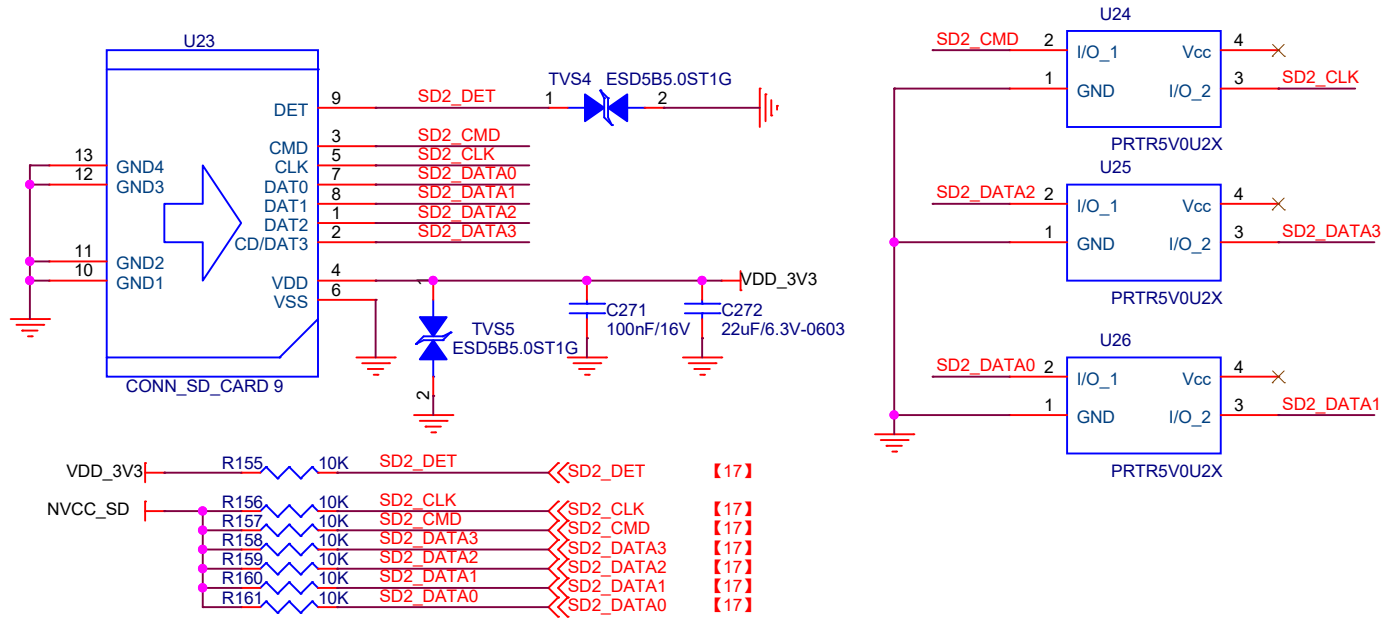 U23
DET
9
SD2_DET
TVS4 ESD5B5.0ST1G
1
2
CMD
3
SD2_CMD
CLK
5
SD2_CLK
DAT0
7
SD2_DATA0
DAT1
8
SD2_DATA1
DAT2
1
SD2_DATA2
CD/DAT3
2
SD2_DATA3
13
GND4
12
GND3
11
GND2
10
GND1
VDD
4
VSS
6
VDD_3V3
1
TVS5
ESD5B5.0ST1G
2
C271
100nF/16V
C272
22uF/6.3V-0603
CONN_SD_CARD 9
VDD_3V3 R155 10K SD2_DET SD2_DET 【17】
NVCC_SD R156 10K SD2_CLK SD2_CLK 【17】
R157 10K SD2_CMD SD2_CMD 【17】
R158 10K SD2_DATA3 SD2_DATA3 【17】
R159 10K SD2_DATA2 SD2_DATA2 【17】
R160 10K SD2_DATA1 SD2_DATA1 【17】
R161 10K SD2_DATA0 SD2_DATA0 【17】
U24
SD2_CMD 2 I/O_1 Vcc 4
1 GND I/O_2 3 SD2_CLK
PRTR5V0U2X
U25
SD2_DATA2 2 I/O_1 Vcc 4
1 GND I/O_2 3 SD2_DATA3
PRTR5V0U2X
U26
SD2_DATA0 2 I/O_1 Vcc 4
1 GND I/O_2 3 SD2_DATA1
PRTR5V0U2X